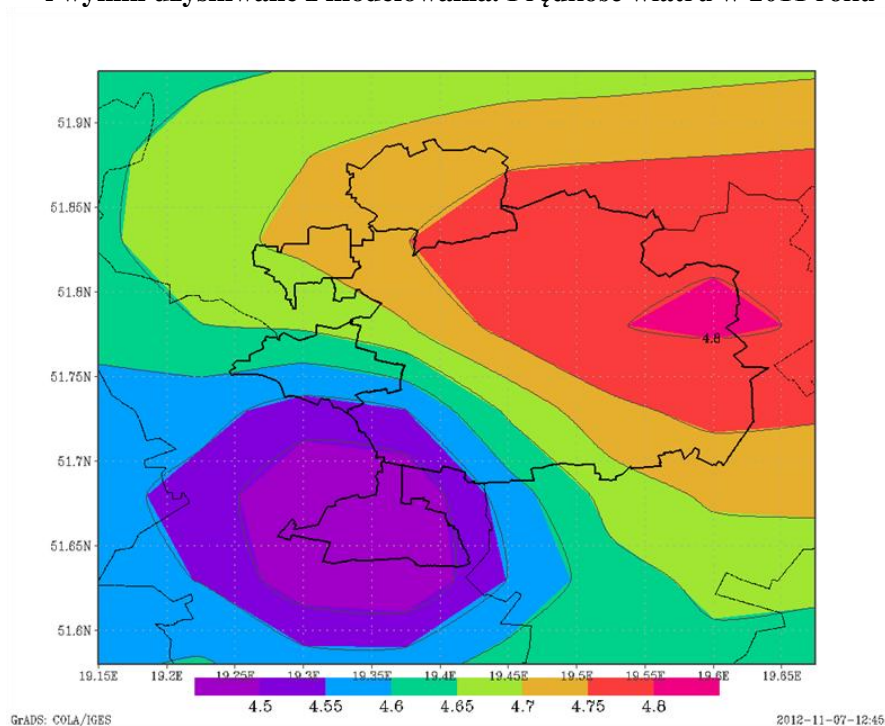 51.9N
51.85N
51.8N
4.8
51.75N
51.7N
51.65N
51.6N
19.15E 19.2E 19.25E 19.3E 19.35E 19.4E 19.45E 19.5E 19.55E 19.6E 19.65E
4.5 4.55 4.6 4.65 4.7 4.75 4.8
GrADS: COLA/IGES 2012-11-07-12:46